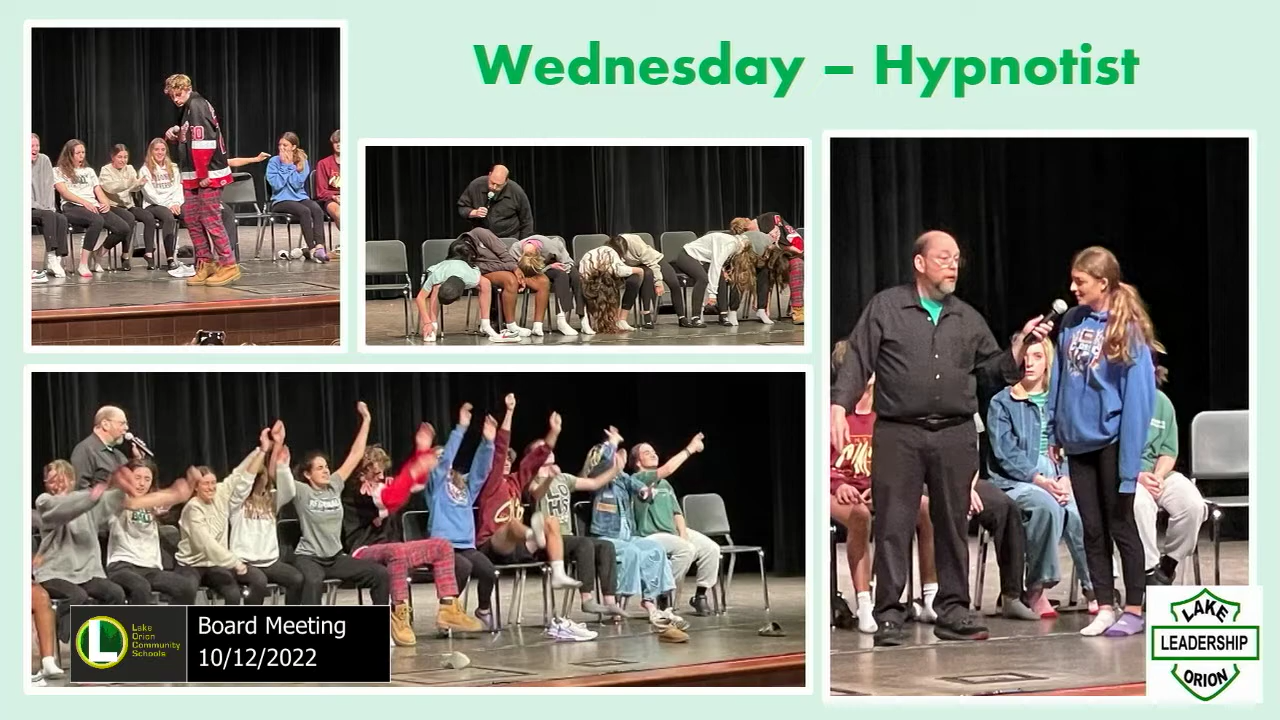 Wednesday – Hypnotist
Lake
Orion
Community
Schools
L
Board Meeting
10/12/2022
LAKE
LEADERSHIP
ORION